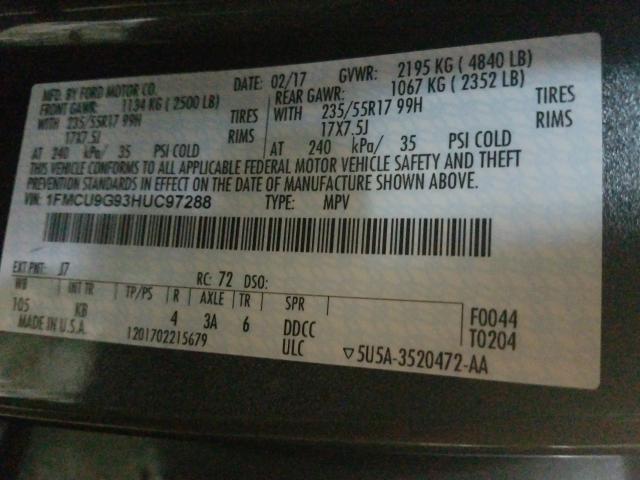 MFD. BY FORD MOTOR CO.
DATE: 02/17 GVWR: 2195 KG ( 4840 LB)
FRONT GAWR: 1134 KG ( 2500 LB)
WITH 235/55R17 99H TIRES
17X7.5J RIMS
AT 240 kPa/ 35 PSI COLD
REAR GAWR: 1067 KG ( 2352 LB)
WITH 235/55R17 99H TIRES
17X7.5J RIMS
AT 240 kPa/ 35 PSI COLD
THIS VEHICLE CONFORMS TO ALL APPLICABLE FEDERAL MOTOR VEHICLE SAFETY AND THEFT
PREVENTION STANDARDS IN EFFECT ON THE DATE OF MANUFACTURE SHOWN ABOVE.
VIN: 1FMCU9G93HUC97288 TYPE: MPV
EXT PNT: J7 RC: 72 DSO:
WB INT TR TP/PS R AXLE TR SPR
105 KB 4 3A 6 DDCC F0044
MADE IN U.S.A. 1201702215679 ULC T0204
▽5U5A-3520472-AA